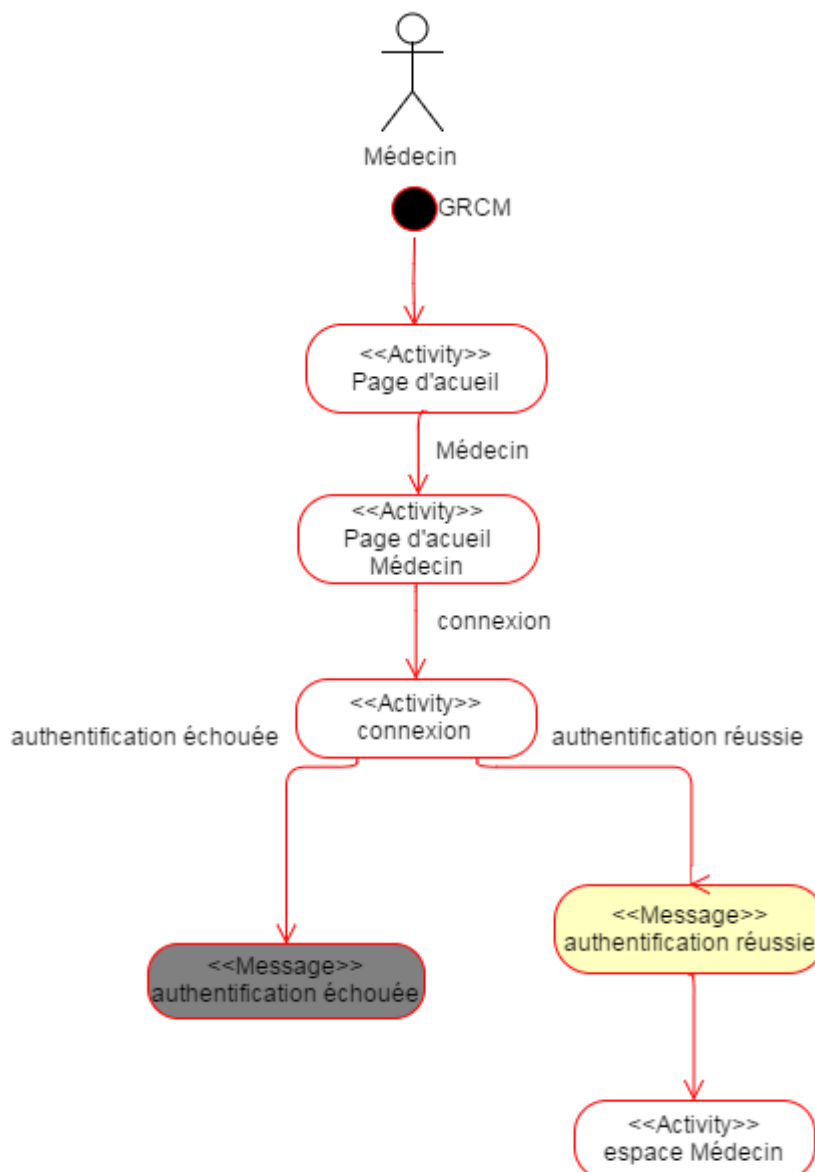 Médecin
GRCM
<<Activity>>
Page d'acueil
Médecin
<<Activity>>
Page d'acueil
Médecin
connexion
<<Activity>>
connexion
authentification échouée
authentification réussie
<<Message>>
authentification réussie
<<Message>>
authentification échouée
<<Activity>>
espace Médecin